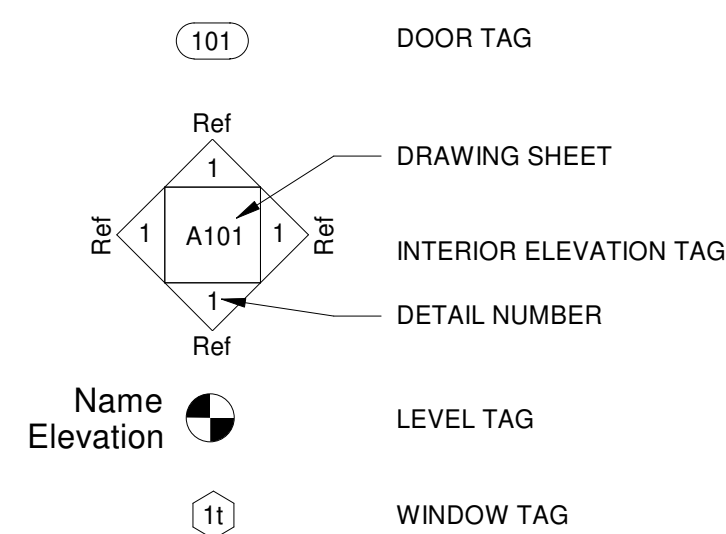 101 DOOR TAG
Ref
1
DRAWING SHEET
Ref 1 A101 1 Ref
INTERIOR ELEVATION TAG
1
DETAIL NUMBER
Ref
Name
Elevation
LEVEL TAG
1t WINDOW TAG